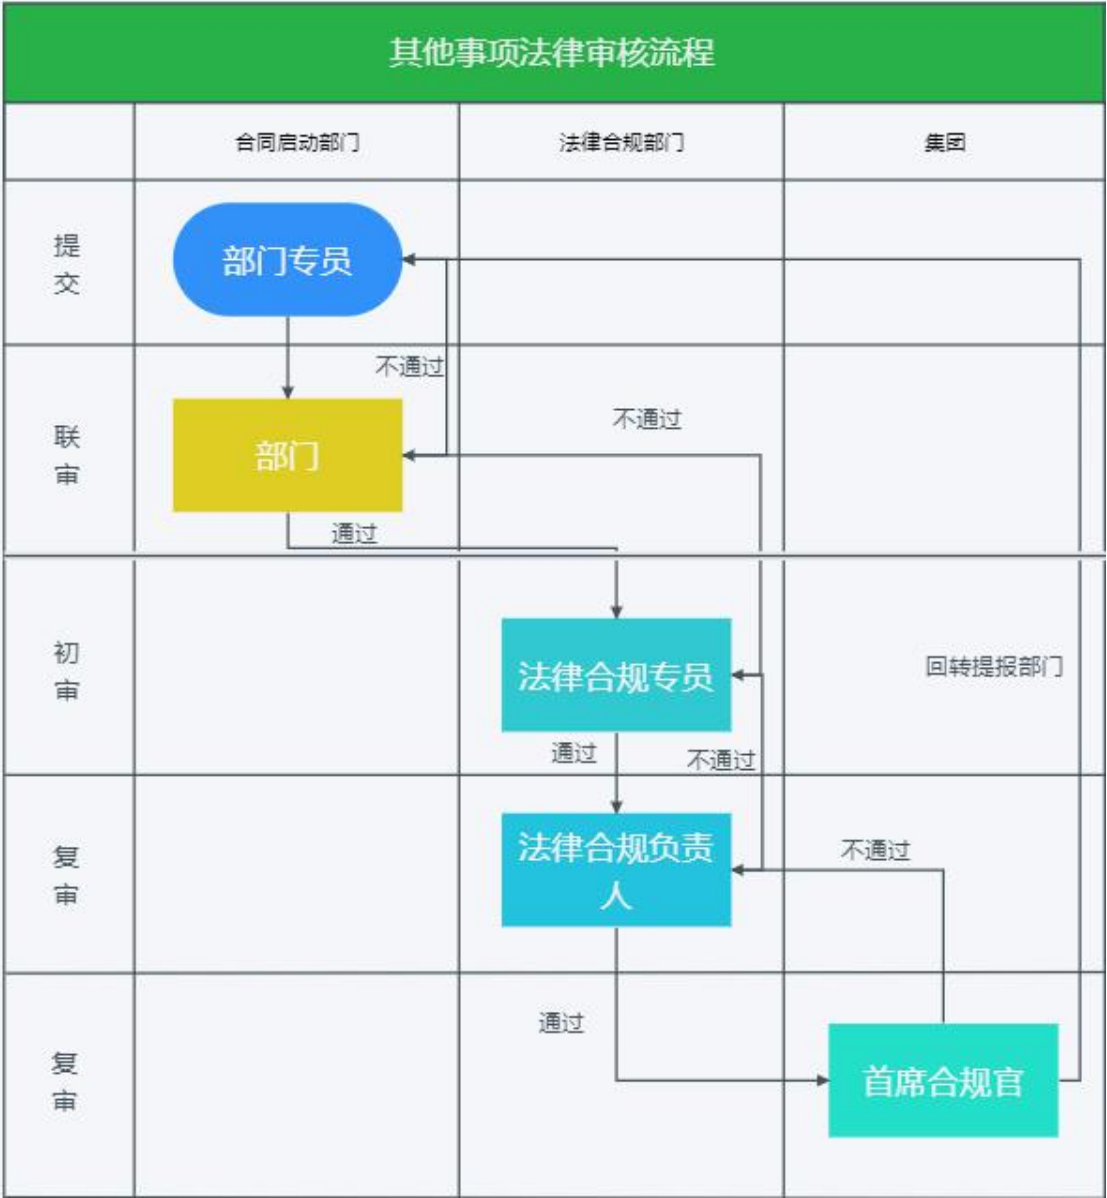 其他事项法律审核流程
合同启动部门
法律合规部门
集团
提
交
部门专员
不通过
联
审
部门
不通过
通过
初
审
法律合规专员
回转提报部门
通过
不通过
复
审
法律合规负责
人
不通过
复
审
通过
首席合规官